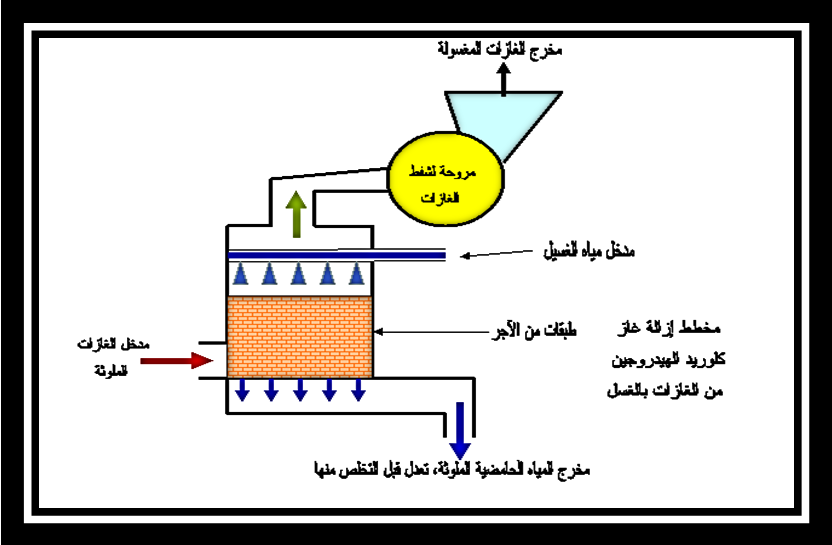 مخرج الغازات المغسولة
مروحة لشفط
الغازات
مدخل مياه الغسيل
مخطط إزالة غاز
كلوريد الهيدروجين
من الغازات بالغسل
طبقات من الآجر
مدخل الغازات
الملوثة
مخرج المياه الحامضية الملوثة، تعدل قبل التخلص منها